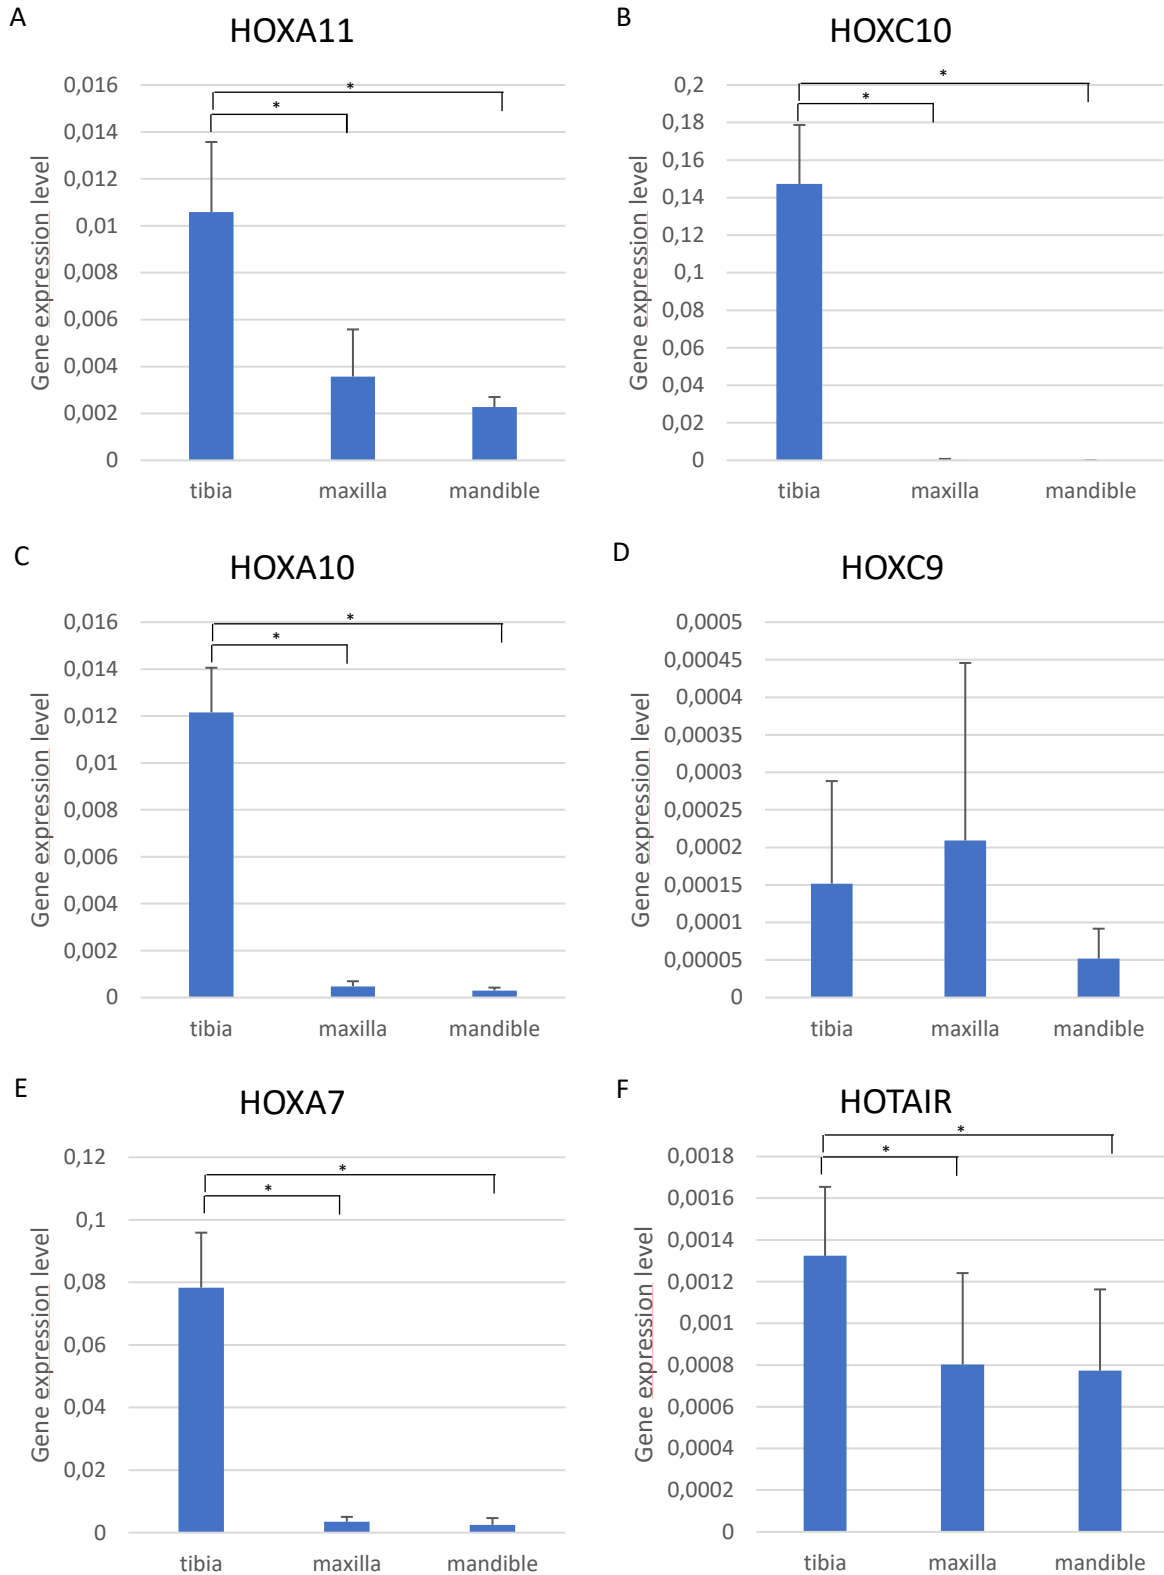 A
HOXA11
Gene expression level
0,016
0,014
0,012
0,01
0,008
0,006
0,004
0,002
0
*
*
tibia maxilla mandible
B
HOXC10
Gene expression level
0,2
0,18
0,16
0,14
0,12
0,1
0,08
0,06
0,04
0,02
0
*
*
tibia maxilla mandible
C
HOXA10
Gene expression level
0,016
0,014
0,012
0,01
0,008
0,006
0,004
0,002
0
*
*
tibia maxilla mandible
D
HOXC9
Gene expression level
0,0005
0,00045
0,0004
0,00035
0,0003
0,00025
0,0002
0,00015
0,0001
0,00005
0
tibia maxilla mandible
E
HOXA7
Gene expression level
0,12
0,1
0,08
0,06
0,04
0,02
0
*
*
tibia maxilla mandible
F
HOTAIR
Gene expression level
0,0018
0,0016
0,0014
0,0012
0,001
0,0008
0,0006
0,0004
0,0002
0
*
*
tibia maxilla mandible